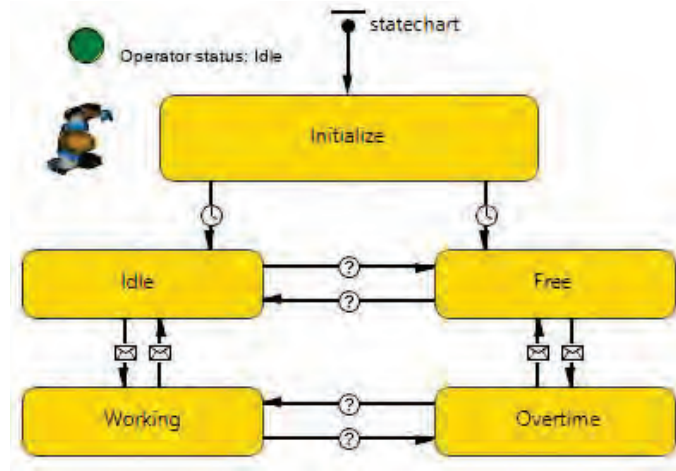 statechart
Operator status: Idle
Initialize
Idle
Free
Working
Overtime